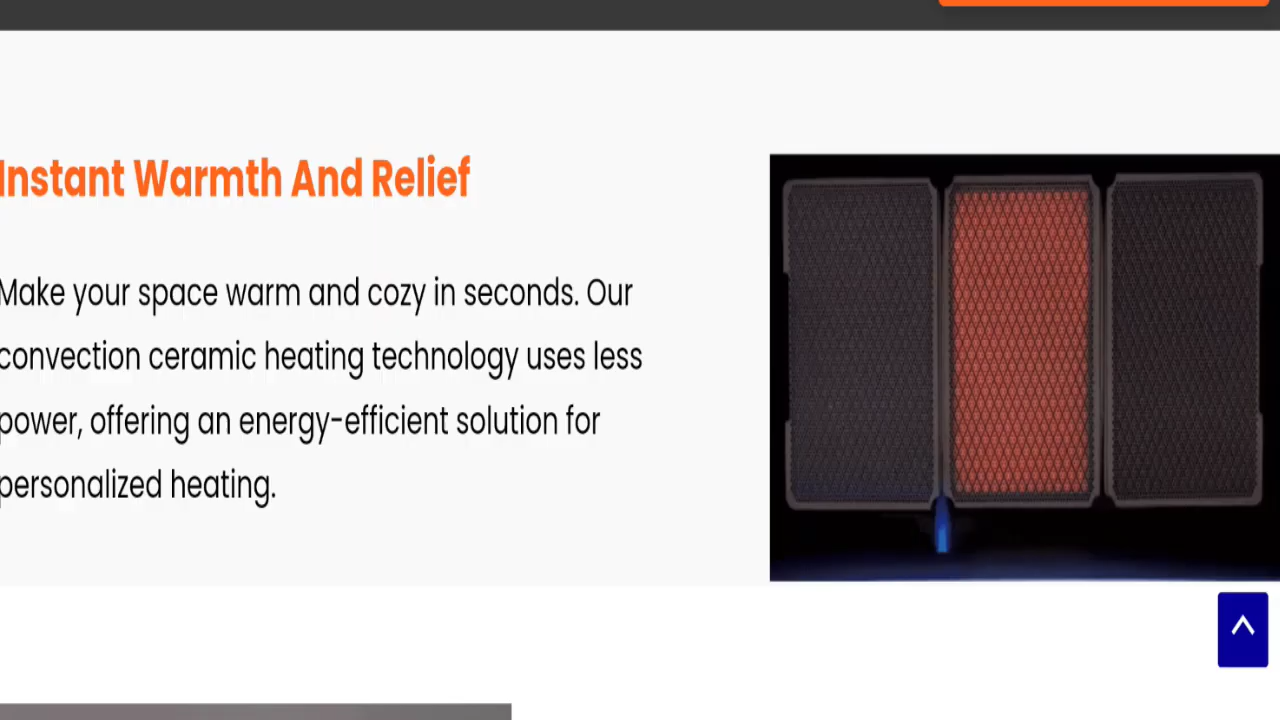 Instant Warmth And Relief
Make your space warm and cozy in seconds. Our
convection ceramic heating technology uses less
power, offering an energy-efficient solution for
personalized heating.